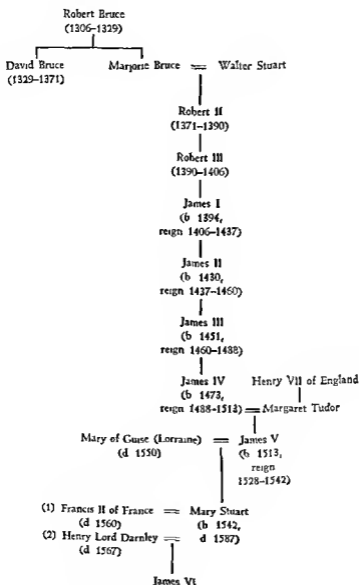 Robert Bruce
(1306-1329)
David Bruce
(1329-1371)
Marjorie Bruce = Walter Stuart
Robert II
(1371-1390)
Robert III
(1390-1406)
James I
(b 1394,
reign 1406-1437)
James II
(b 1430,
reign 1437-1460)
James III
(b 1451,
reign 1460-1488)
James IV
(b 1473,
reign 1488-1513)
Henry VII of England
= Margaret Tudor
Mary of Guise (Lorraine)
(d 1550)
= James V
(b 1513,
reign
1528-1542)
(1) Francis II of France = Mary Stuart
(d 1560)
(b 1542,
d 1587)
(2) Henry Lord Darnley =
(d 1567)
James VI